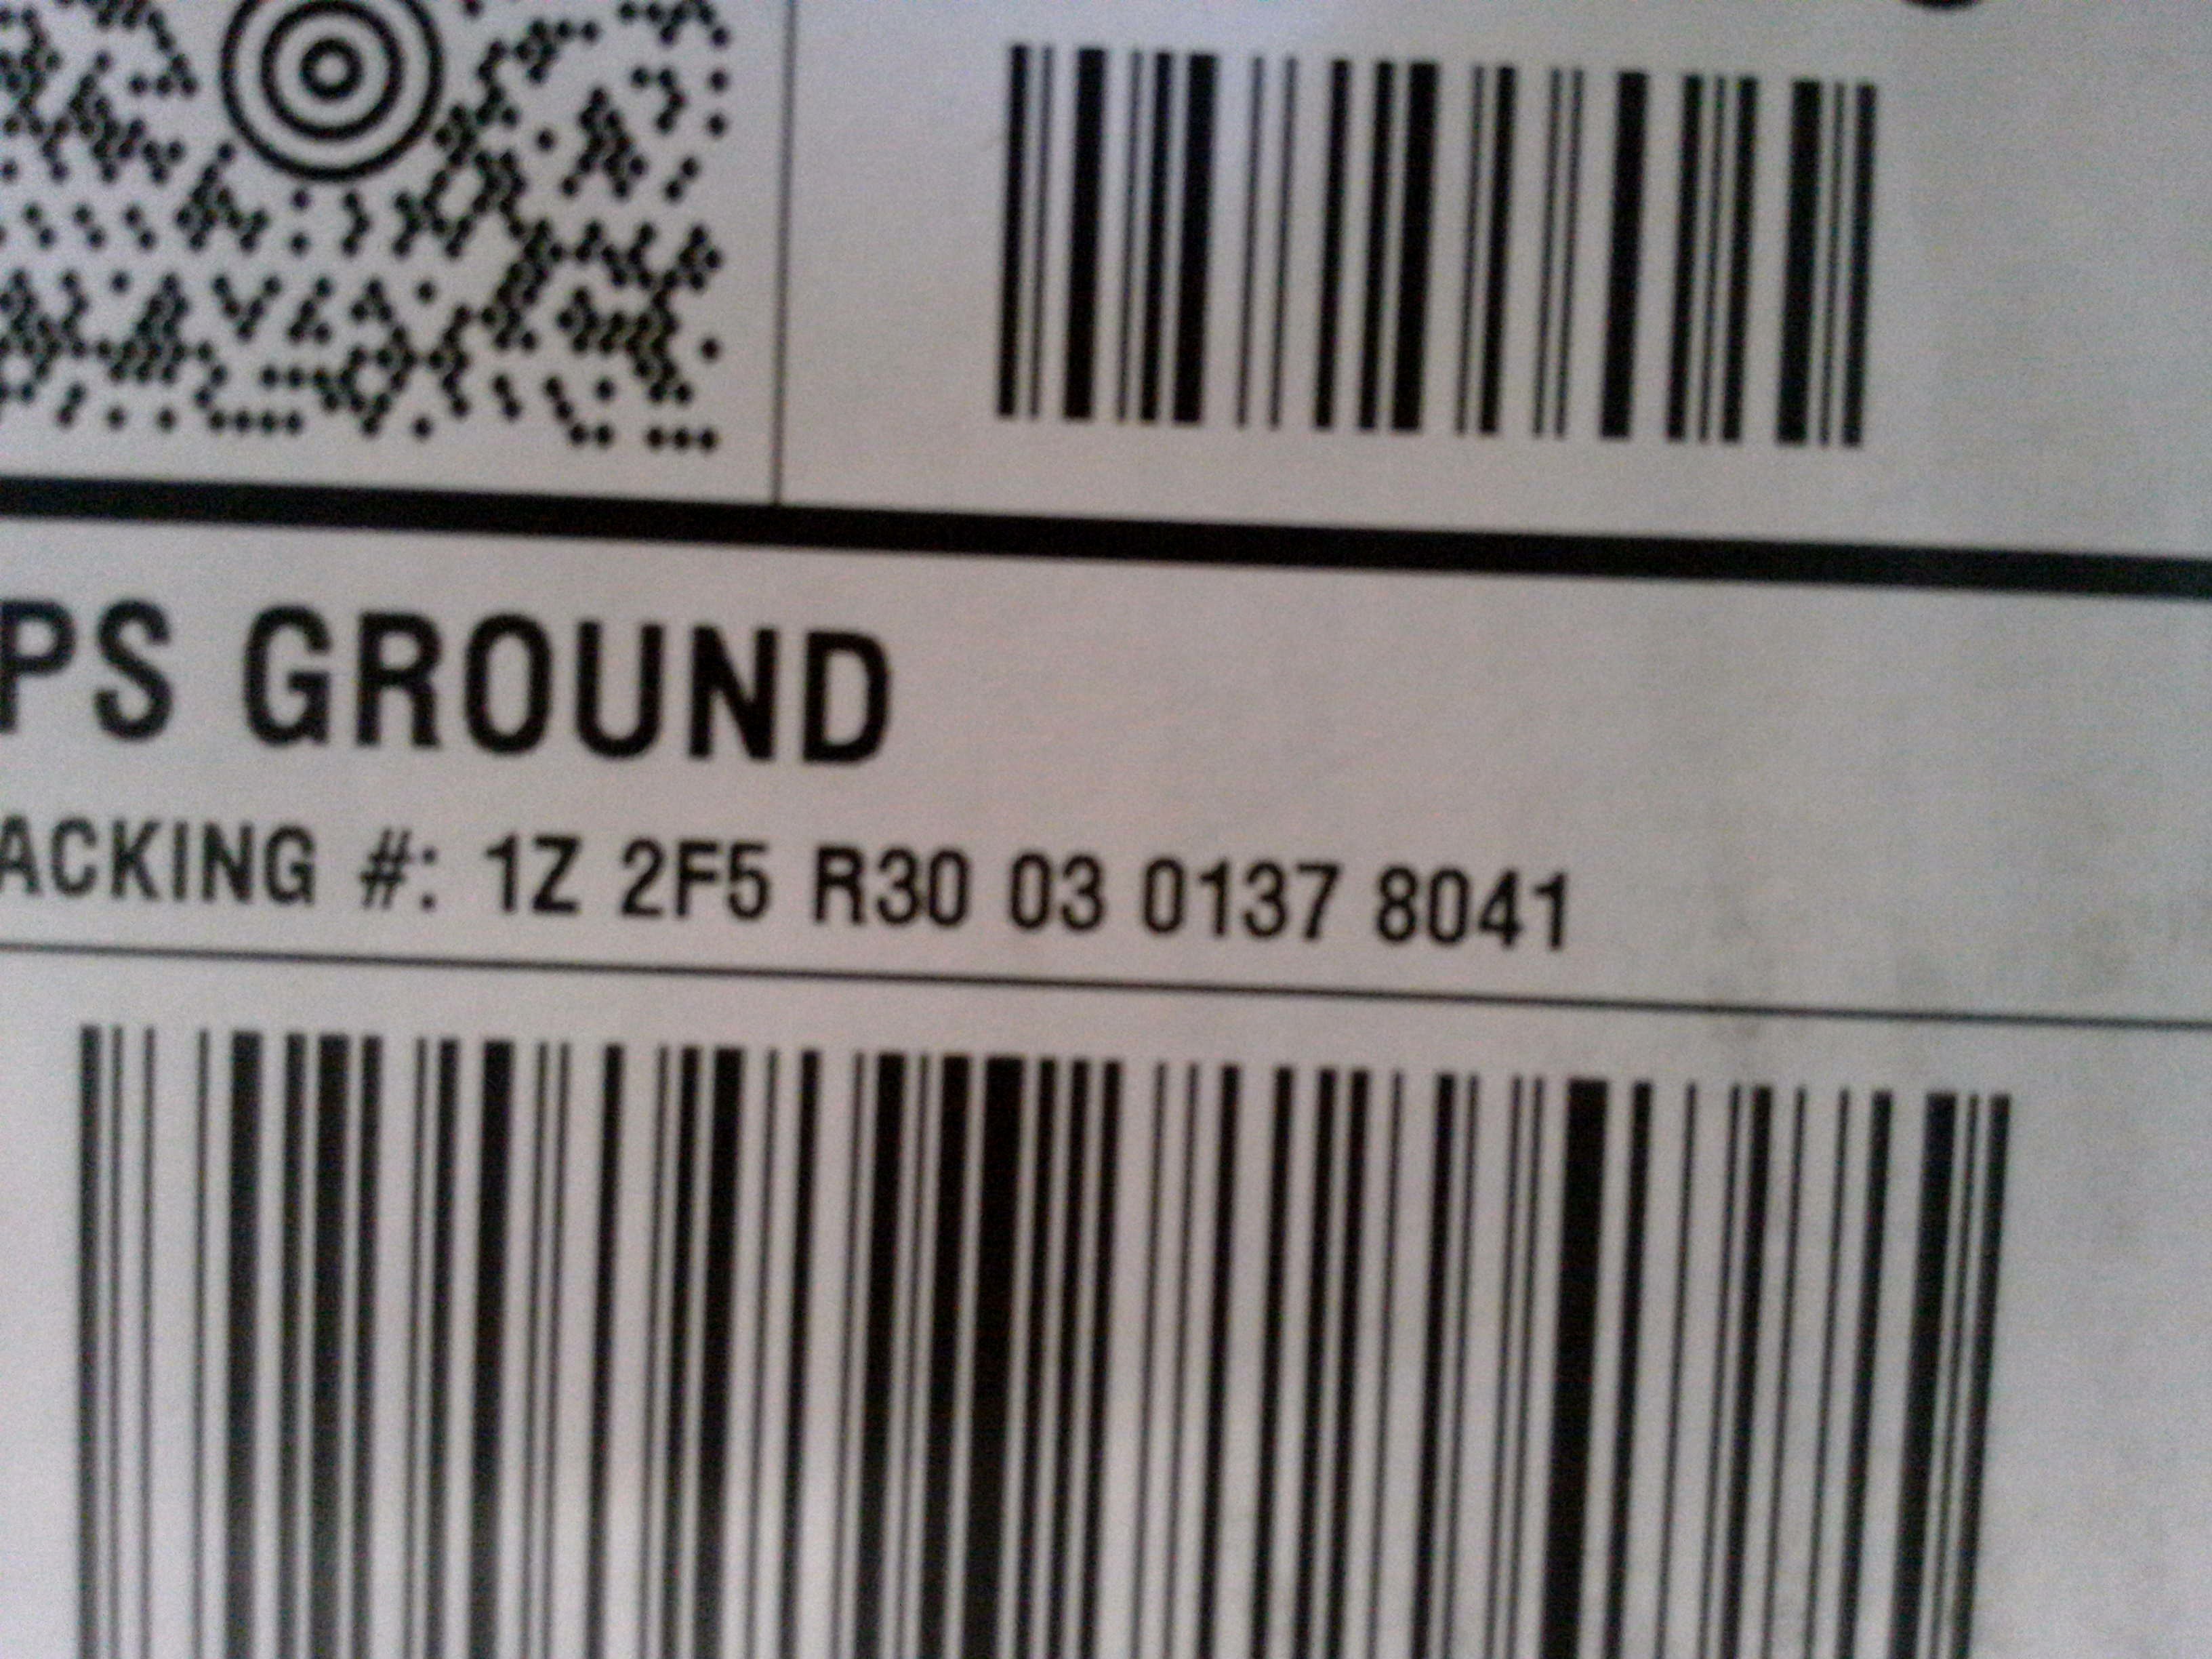 PS GROUND
ACKING #: 1Z 2F5 R30 03 0137 8041